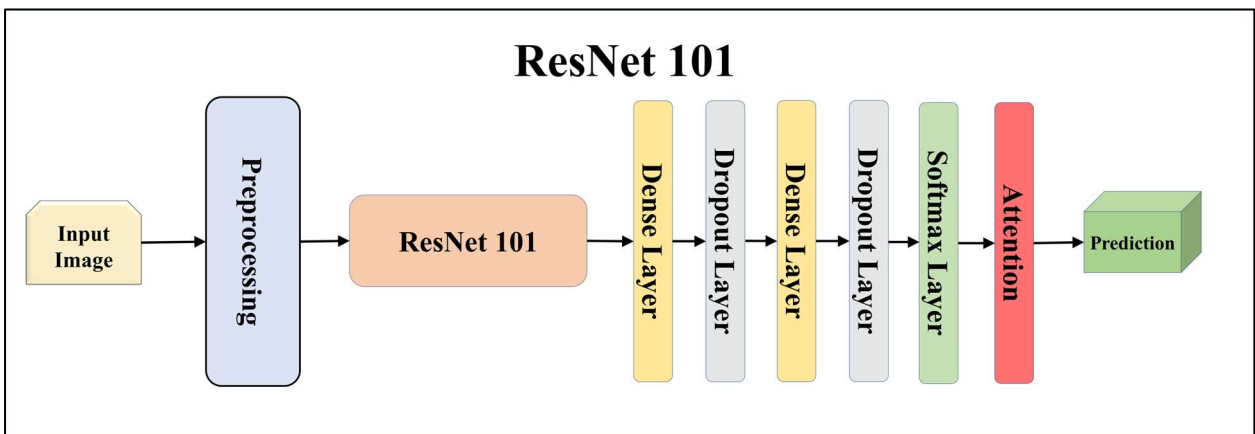 ResNet 101
Input
Image
Preprocessing
ResNet 101
Dense Layer
Dropout Layer
Dense Layer
Dropout Layer
Softmax Layer
Attention
Prediction